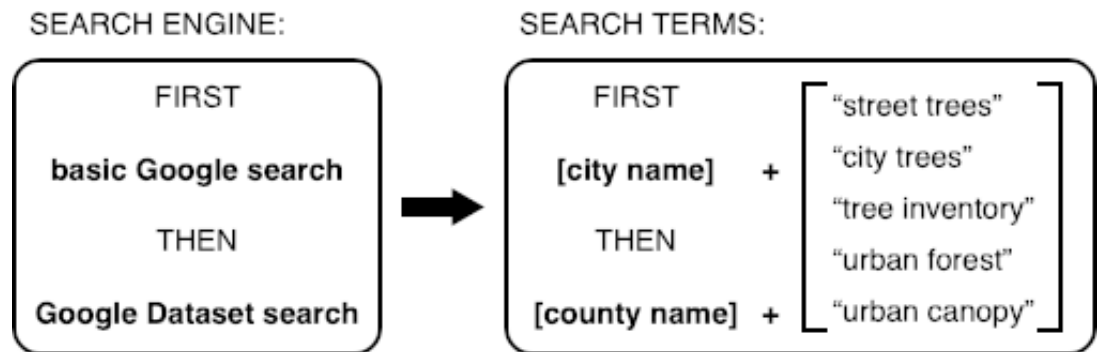 SEARCH ENGINE:
FIRST
basic Google search
THEN
Google Dataset search
SEARCH TERMS:
FIRST
[city name] +
THEN
[county name] +
“street trees”
“city trees”
“tree inventory”
“urban forest”
“urban canopy”